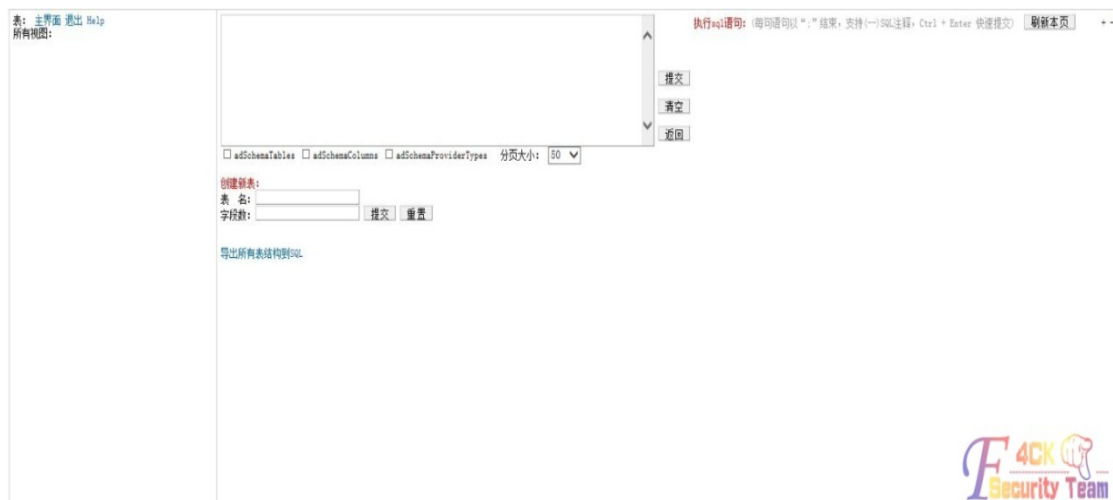 表: 主界面 退出 Help
所有视图:
执行sql语句: (每句语句以“;”结束，支持(--)SQL注释，Ctrl + Enter 快速提交) 刷新本页 + -
提交
清空
返回
adSchemaTables adSchemaColumns adSchemaProviderTypes 分页大小: 50
创建新表:
表 名:
字段数: 提交 重置
导出所有表结构到SQL
F4CK
Security Team